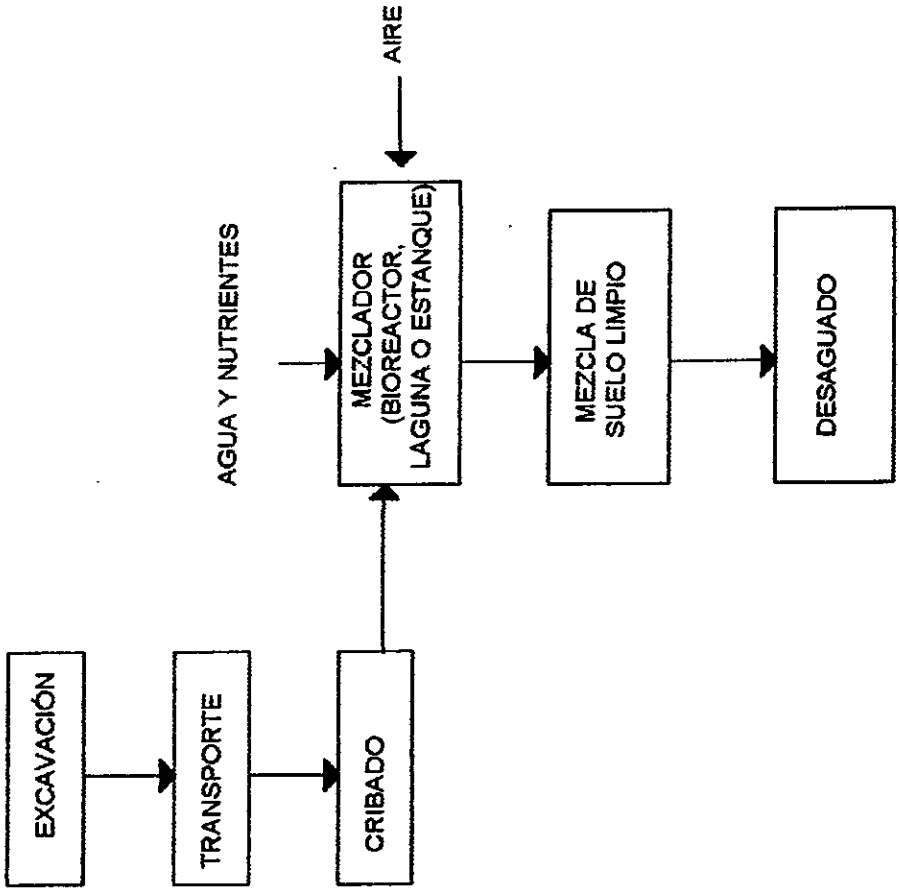 EXCAVACIÓN
TRANSPORTE
CRIBADO
AGUA Y NUTRIENTES
MEZCLADOR
(BIOREACTOR,
LAGUNA O ESTANQUE)
AIRE
MEZCLA DE
SUELO LIMPIO
DESAGUADO